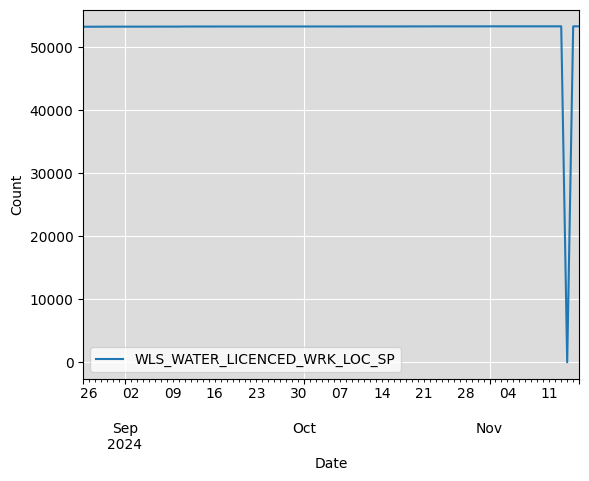 50000
40000
30000
20000
10000
0
Count
WLS_WATER_LICENCED_WRK_LOC_SP
26 02 09 16 23 30 07 14 21 28 04 11
Sep Oct Nov
2024
Date